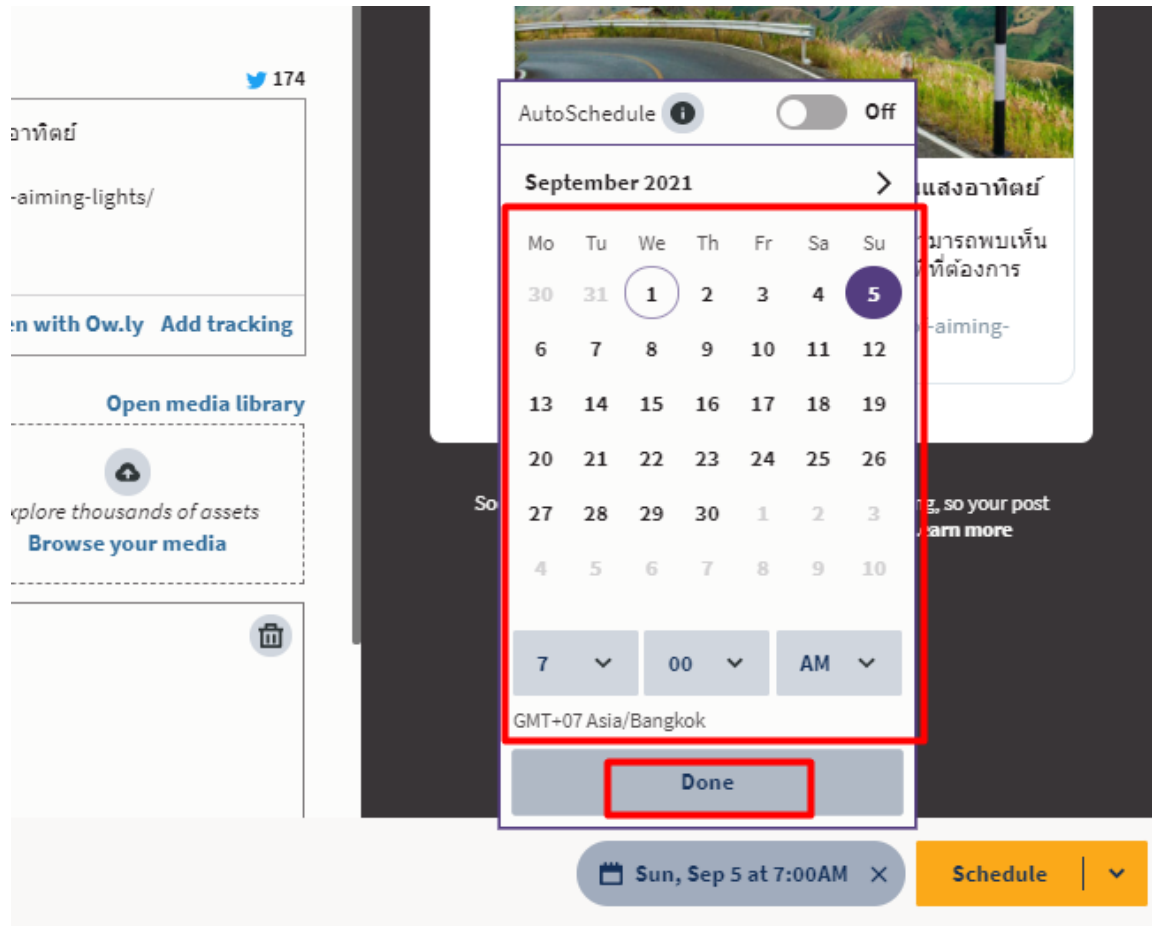 174
อาทิตย์
-aiming-lights/
with Ow.ly Add tracking
Open media library
thousands of assets
Browse your media
AutoSchedule Off
September 2021
Mo Tu We Th Fr Sa Su
30 31 1 2 3 4 5
6 7 8 9 10 11 12
13 14 15 16 17 18 19
20 21 22 23 24 25 26
27 28 29 30 1 2 3
4 5 6 7 8 9 10
7 00 AM
GMT+07 Asia/Bangkok
Done
แสงอาทิตย์
มารถพบเห็น
ที่ต้องการ
-aiming-
So
so your post
earn more
Sun, Sep 5 at 7:00AM
Schedule